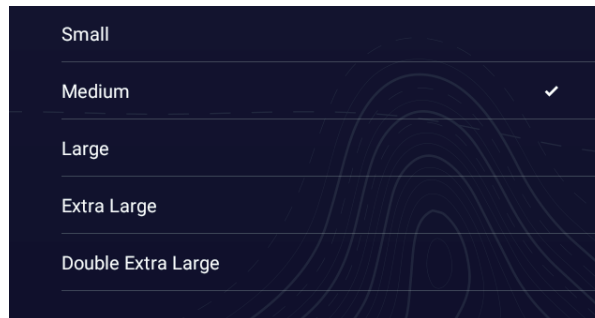 Small
Medium
Large
Extra Large
Double Extra Large